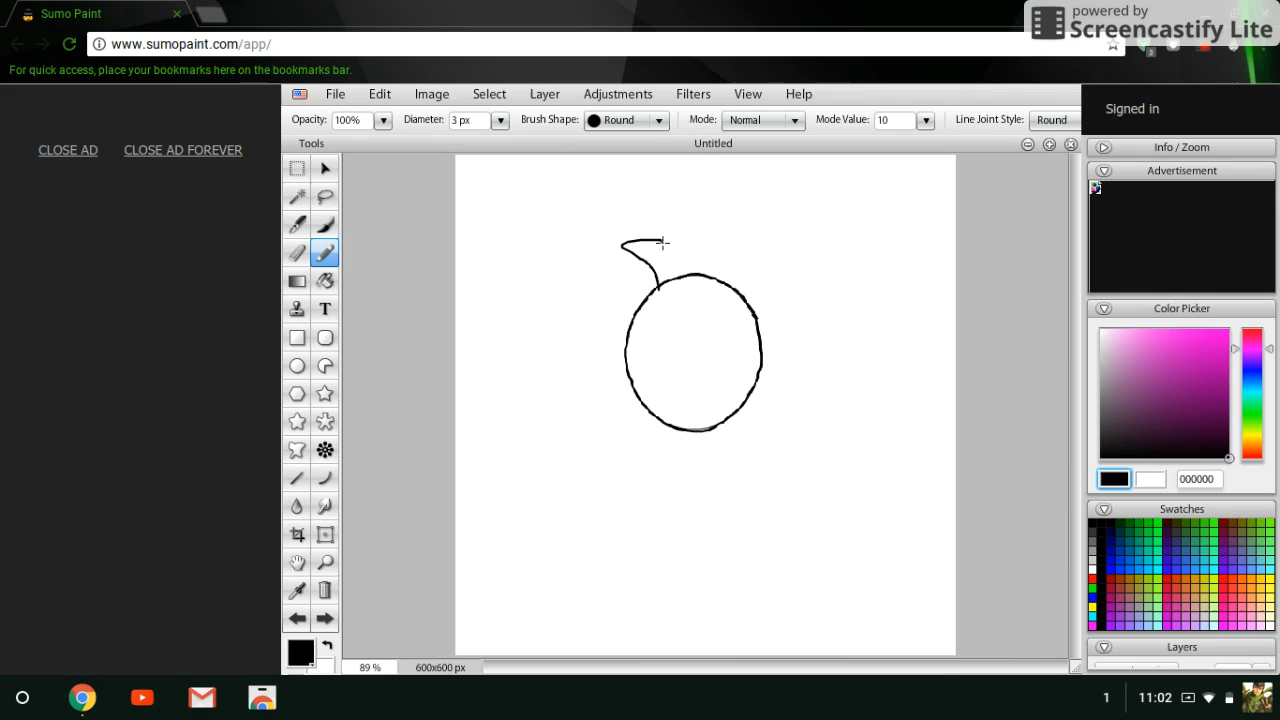 Sumo Paint
powered by
Screencastify Lite
www.sumopaint.com/app/
3
For quick access, place your bookmarks here on the bookmarks bar.
File Edit Image Select Layer Adjustments Filters View Help
Signed in
Opacity: 100% Diameter: 3 px Brush Shape: Round Mode: Normal Mode Value: 10 Line Joint Style: Round
CLOSE AD CLOSE AD FOREVER
Tools
Untitled
Info / Zoom
Advertisement
T
Color Picker
000000
Swatches
Layers
89 % 600x600 px
1 11:02